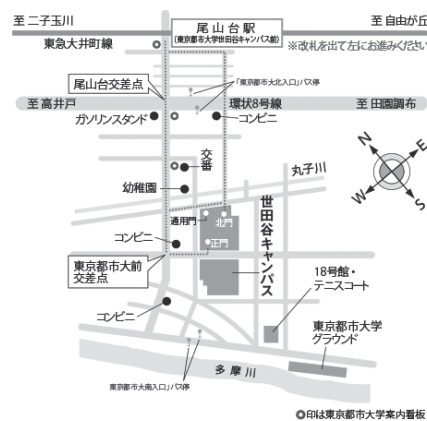 至 二子玉川
尾山台駅
(東京都市大学世田谷キャンパス前)
至 自由が丘
東急大井町線
※改札を出て左にお進みください
尾山台交差点
「東京都市大北入口」バス停
至 高井戸
環状8号線
至 田園調布
ガソリンスタンド
コンビニ
交番
幼稚園
丸子川
N
E
W
S
通用門
北門
正門
コンビニ
世田谷キャンパス
東京都市大前
交差点
18号館・
テニスコート
コンビニ
東京都市大学
グラウンド
多摩川
東京都市大南入口」バス停
◎印は東京都市大学案内看板